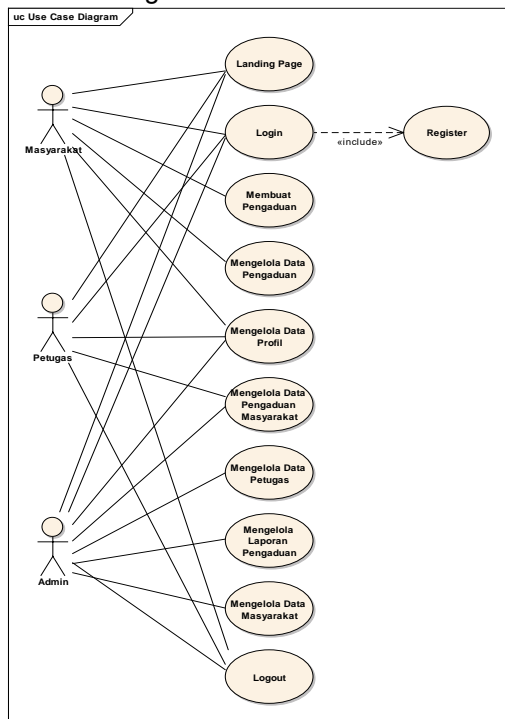 uc Use Case Diagram
Landing Page
Login
«include»
Register
Masyarakat
Membuat
Pengaduan
Mengelola Data
Pengaduan
Petugas
Mengelola Data
Profil
Mengelola Data
Pengaduan
Masyarakat
Mengelola Data
Petugas
Admin
Mengelola
Laporan
Pengaduan
Mengelola Data
Masyarakat
Logout